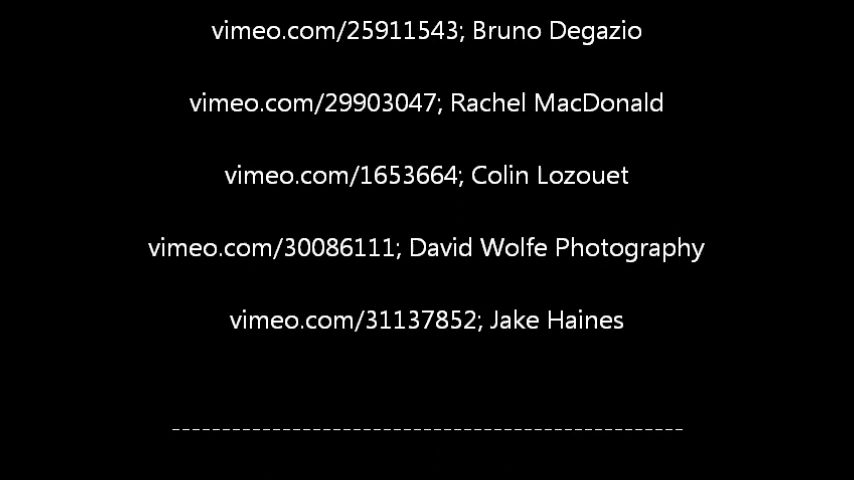 vimeo.com/25911543; Bruno Degazio
vimeo.com/29903047; Rachel MacDonald
vimeo.com/1653664; Colin Lozouet
vimeo.com/30086111; David Wolfe Photography
vimeo.com/31137852; Jake Haines
---------------------------------------------------